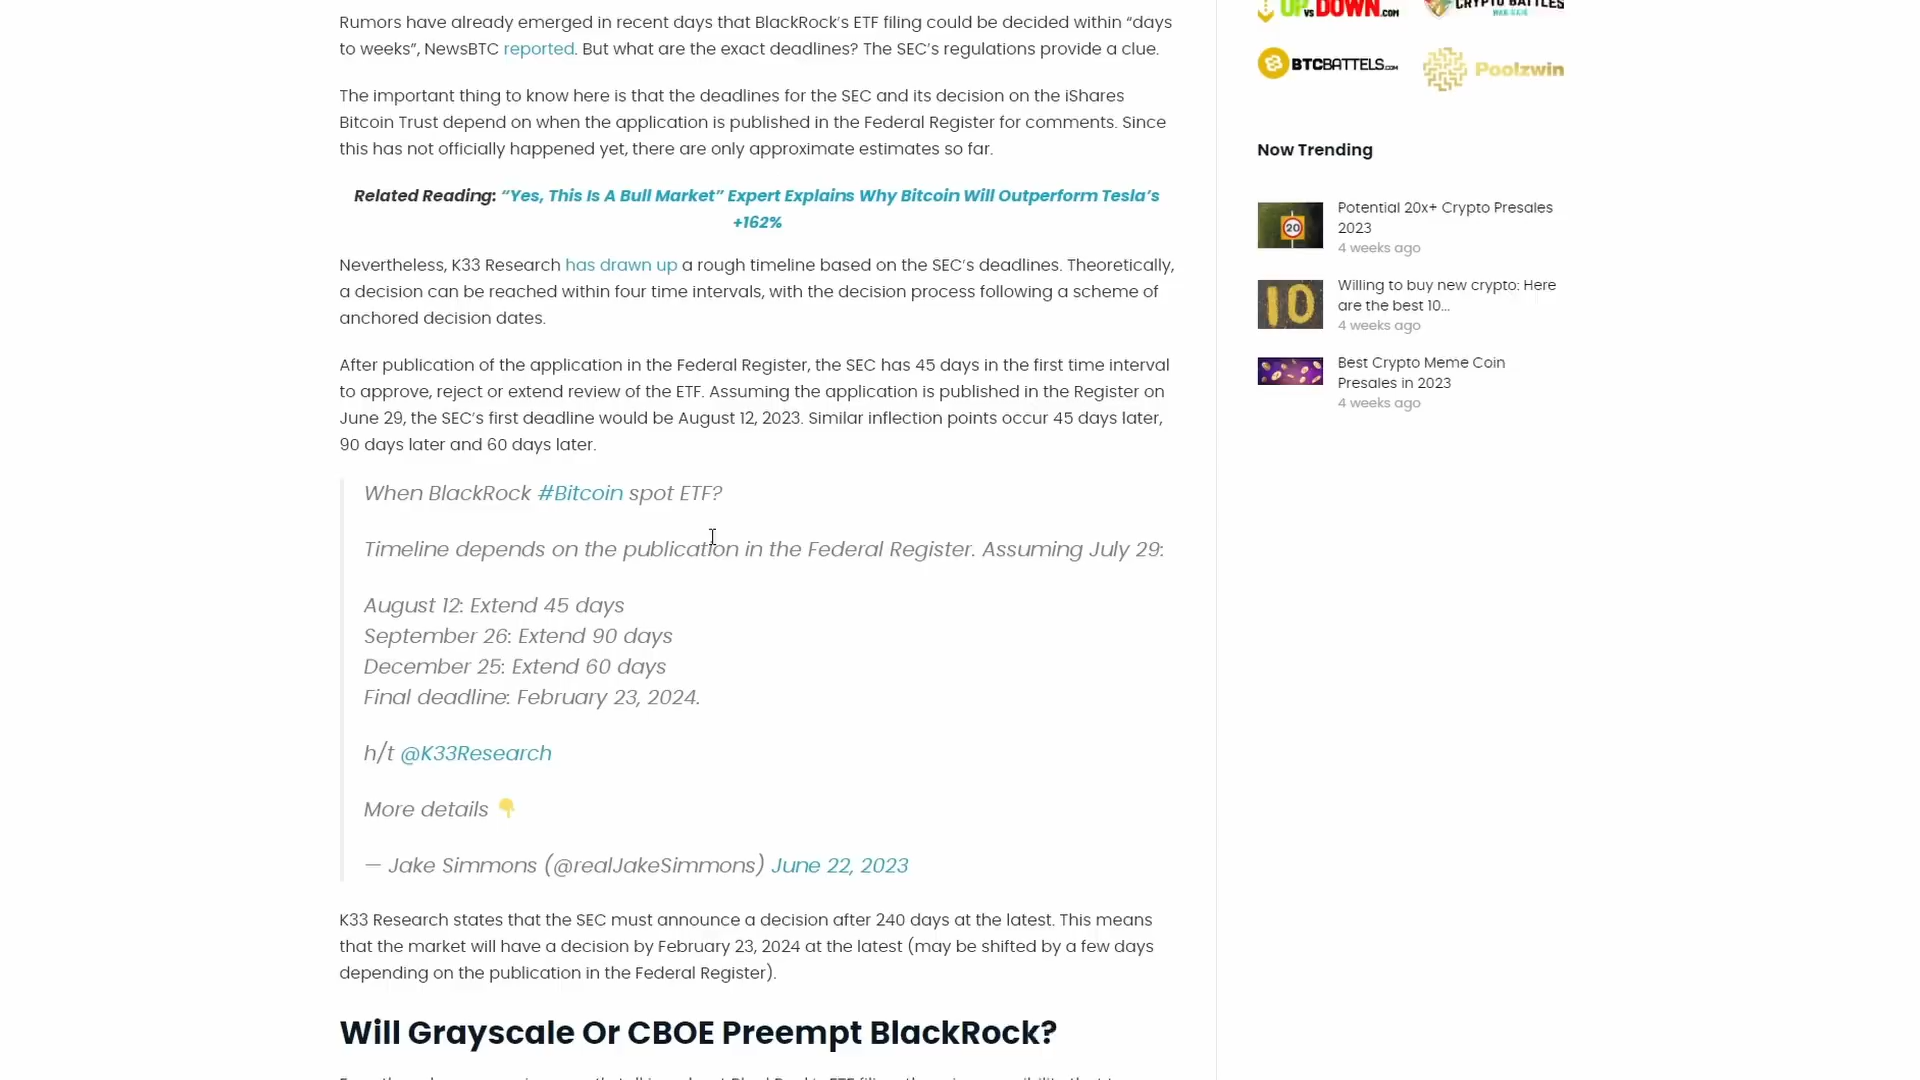 Rumors have already emerged in recent days that BlackRock’s ETF filing could be decided within “days
to weeks”, NewsBTC reported. But what are the exact deadlines? The SEC’s regulations provide a clue.
The important thing to know here is that the deadlines for the SEC and its decision on the iShares
Bitcoin Trust depend on when the application is published in the Federal Register for comments. Since
this has not officially happened yet, there are only approximate estimates so far.
Related Reading: “Yes, This Is A Bull Market” Expert Explains Why Bitcoin Will Outperform Tesla’s
+162%
Nevertheless, K33 Research has drawn up a rough timeline based on the SEC’s deadlines. Theoretically,
a decision can be reached within four time intervals, with the decision process following a scheme of
anchored decision dates.
After publication of the application in the Federal Register, the SEC has 45 days in the first time interval
to approve, reject or extend review of the ETF. Assuming the application is published in the Register on
June 29, the SEC’s first deadline would be August 12, 2023. Similar inflection points occur 45 days later,
90 days later and 60 days later.
When BlackRock #Bitcoin spot ETF?
Timeline depends on the publication in the Federal Register. Assuming July 29:
August 12: Extend 45 days
September 26: Extend 90 days
December 25: Extend 60 days
Final deadline: February 23, 2024.
h/t @K33Research
More details 👇
— Jake Simmons (@realJakeSimmons) June 22, 2023
K33 Research states that the SEC must announce a decision after 240 days at the latest. This means
that the market will have a decision by February 23, 2024 at the latest (may be shifted by a few days
depending on the publication in the Federal Register).
Will Grayscale Or CBOE Preempt BlackRock?
UP vs DOWN.COM
CRYPTO BATTLES
BTCBATTELS.COM
Poolzwin
Now Trending
Potential 20x+ Crypto Presales
2023
4 weeks ago
20
Willing to buy new crypto: Here
are the best 10...
4 weeks ago
10
Best Crypto Meme Coin
Presales in 2023
4 weeks ago